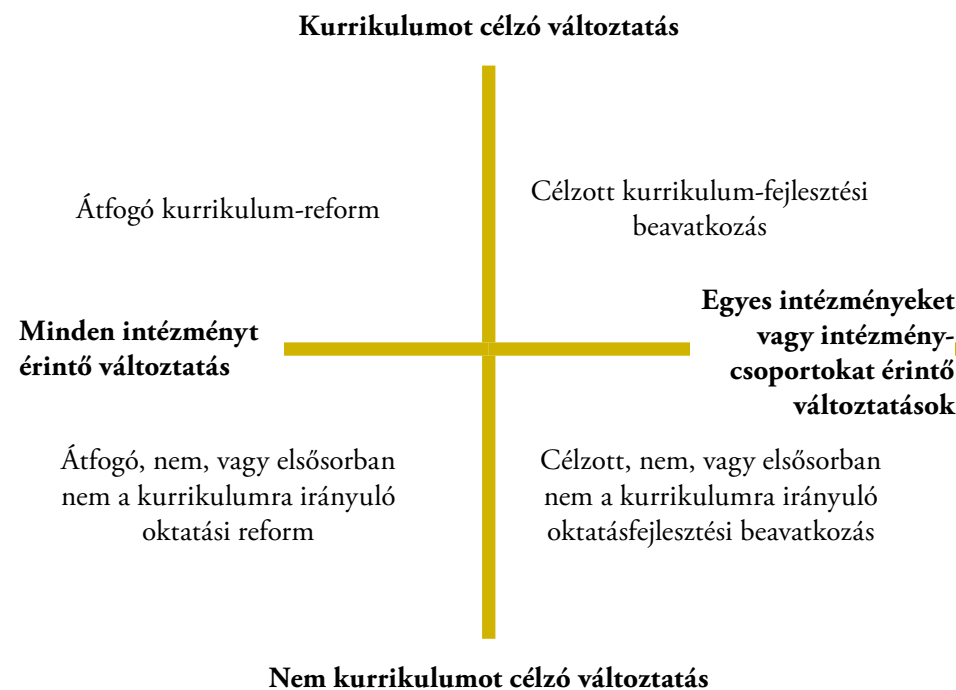 Kurrikulumot célzó változtatás
Átfogó kurrikulum-reform
Célzott kurrikulum-fejlesztési
beavatkozás
Minden intézményt
érintő változtatás
Egyes intézményeket
vagy intézmény-
csoportokat érintő
változtatások
Átfogó, nem, vagy elsősorban
nem a kurrikulumra irányuló
oktatási reform
Célzott, nem, vagy elsősorban
nem a kurrikulumra irányuló
oktatásfejlesztési beavatkozás
Nem kurrikulumot célzó változtatás